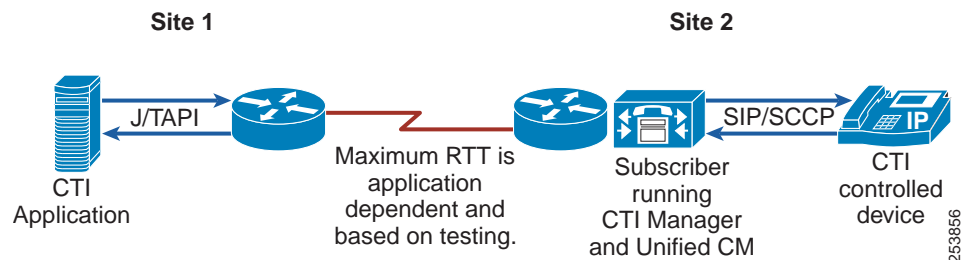 Site 1
Site 2
J/TAPI
SIP/SCCP
IP
CTI
Application
Maximum RTT is
application
dependent and
based on testing.
Subscriber
running
CTI Manager
and Unified CM
CTI
controlled
device
253856